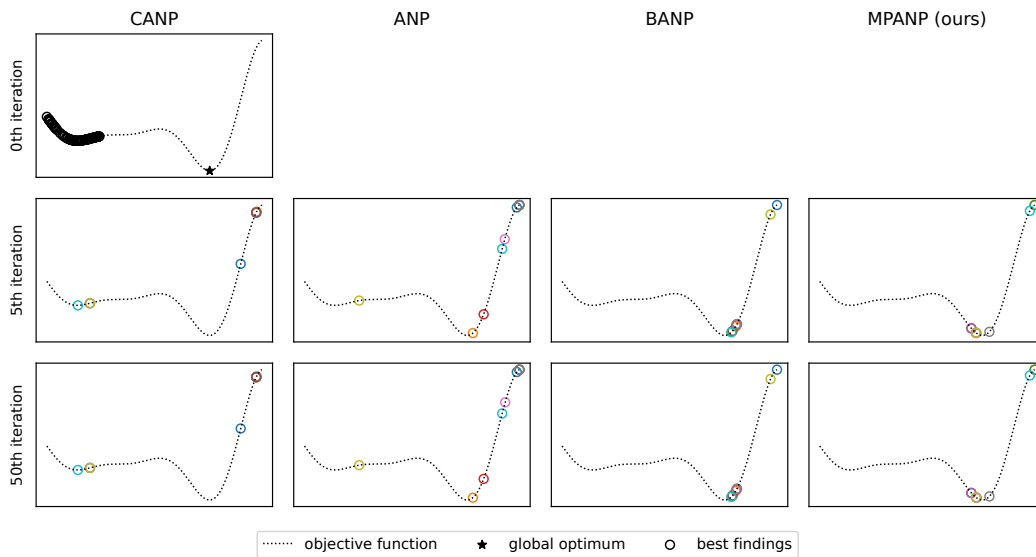 CANP ANP BANP MPANP (ours)
0th iteration
5th iteration
50th iteration
objective function global optimum best findings